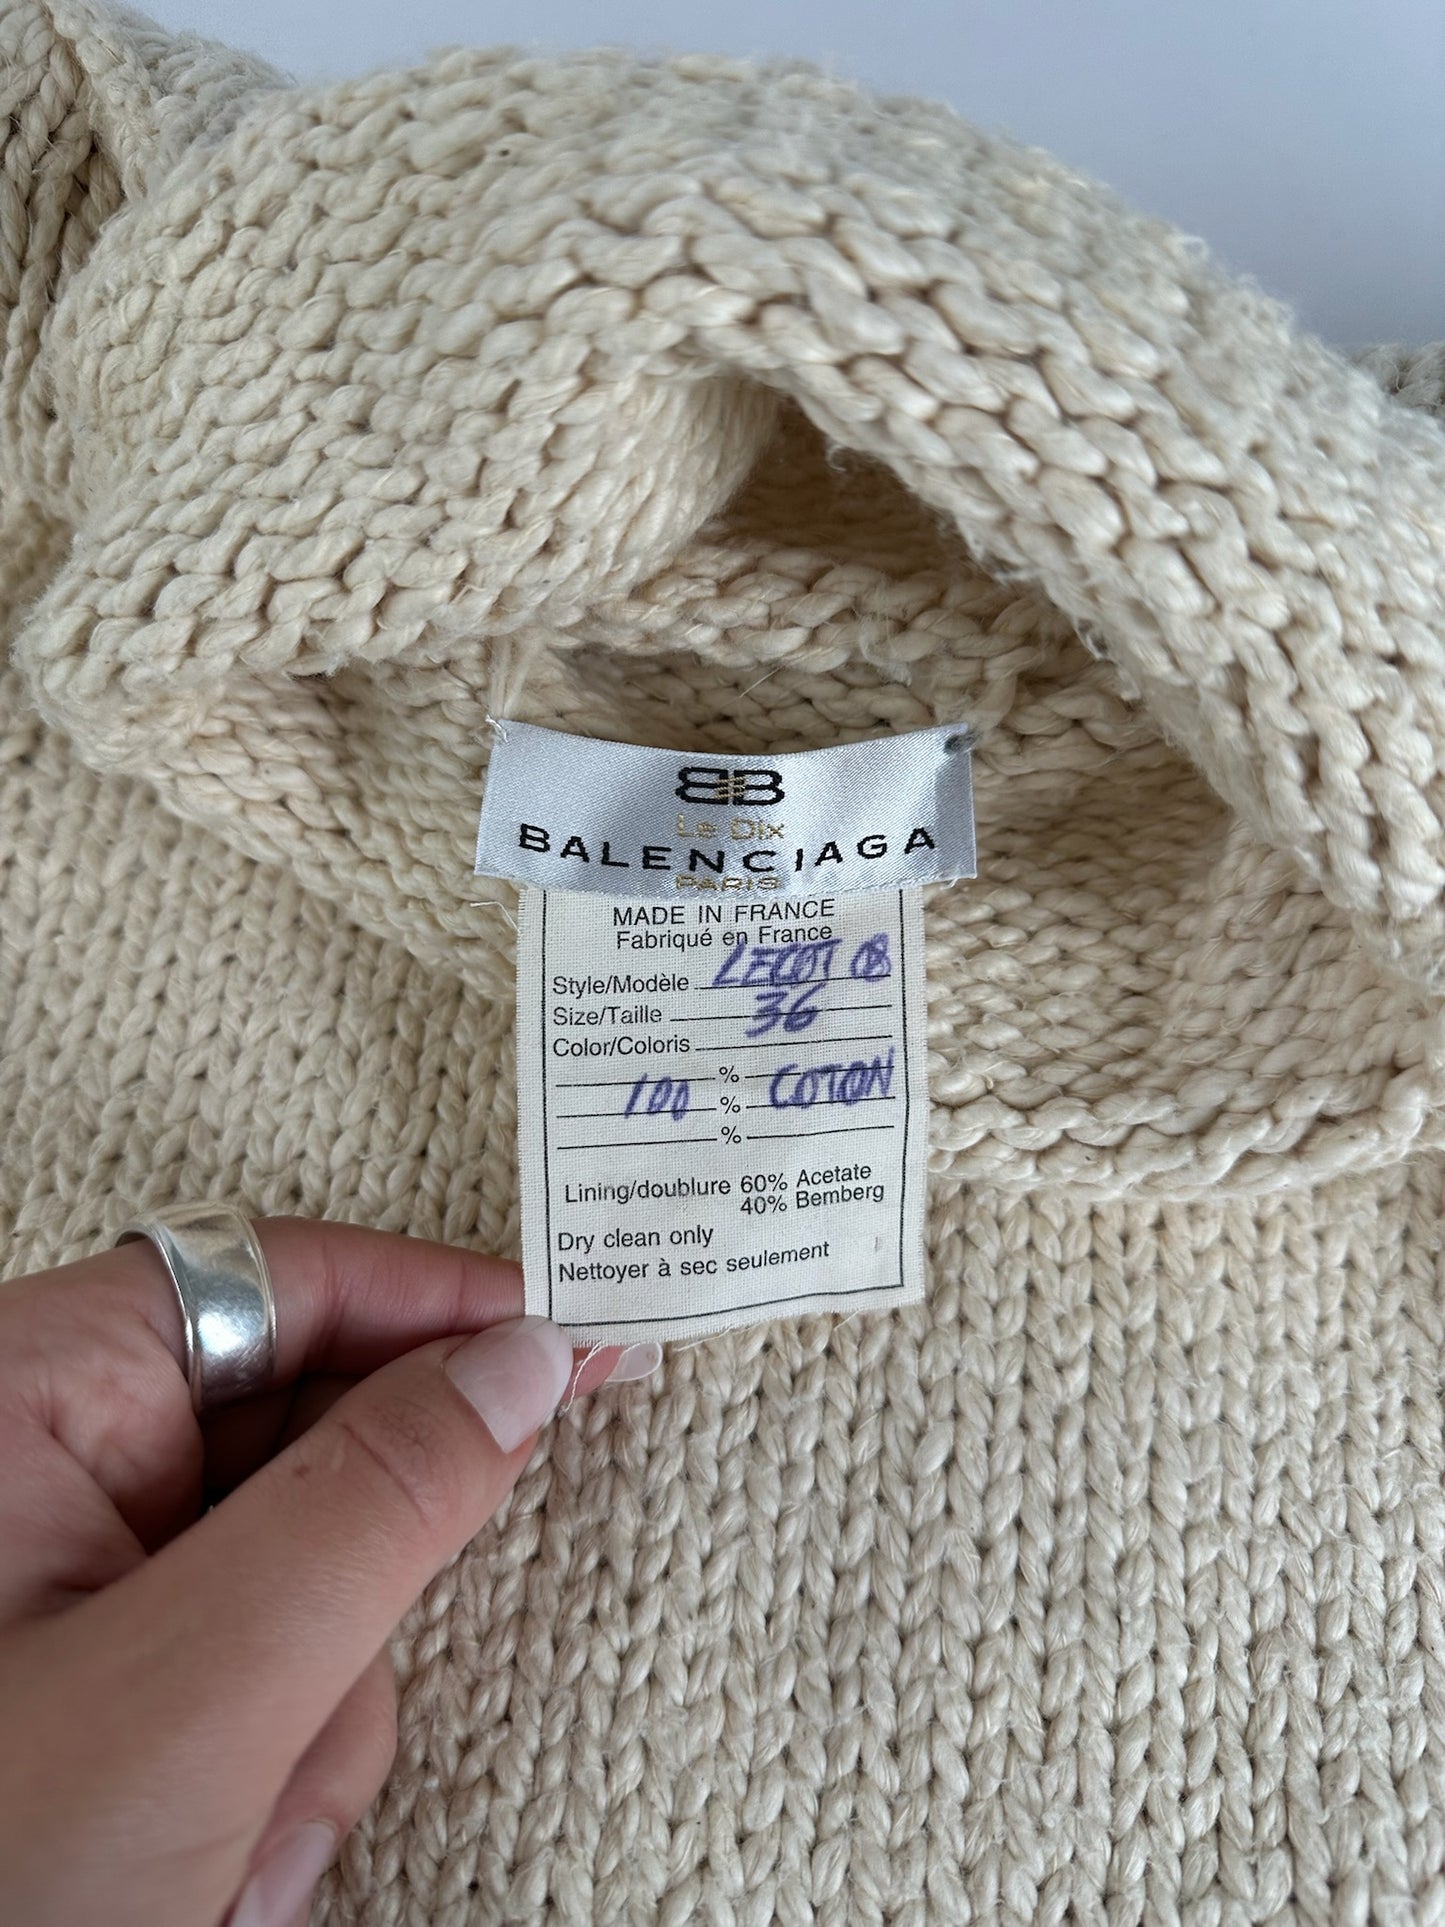 BB
Le Dix
BALENCIAGA
PARIS
MADE IN FRANCE
Fabriqué en France
Style/Modèle LECOT 08
Size/Taille 36
Color/Coloris
%
100 % COTON
%
Lining/doublure 60% Acetate
40% Bemberg
Dry clean only
Nettoyer à sec seulement